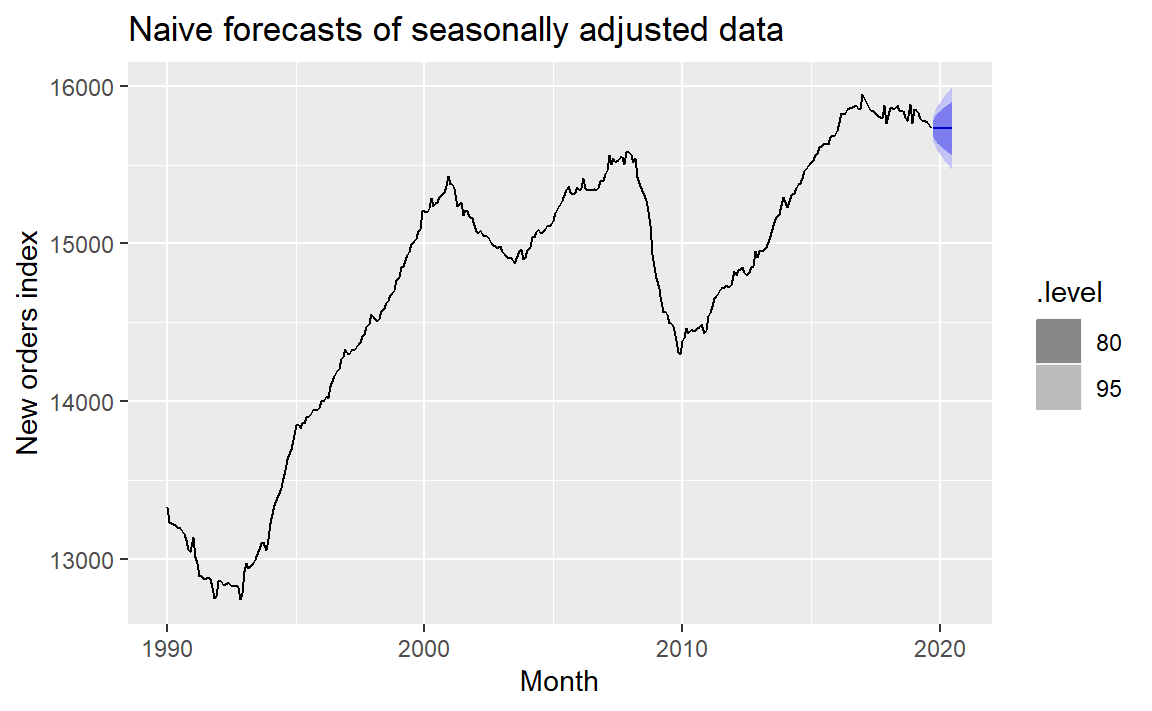 Naive forecasts of seasonally adjusted data
16000
15000
14000
13000
New orders index
1990
2000
2010
2020
Month
.level
80
95